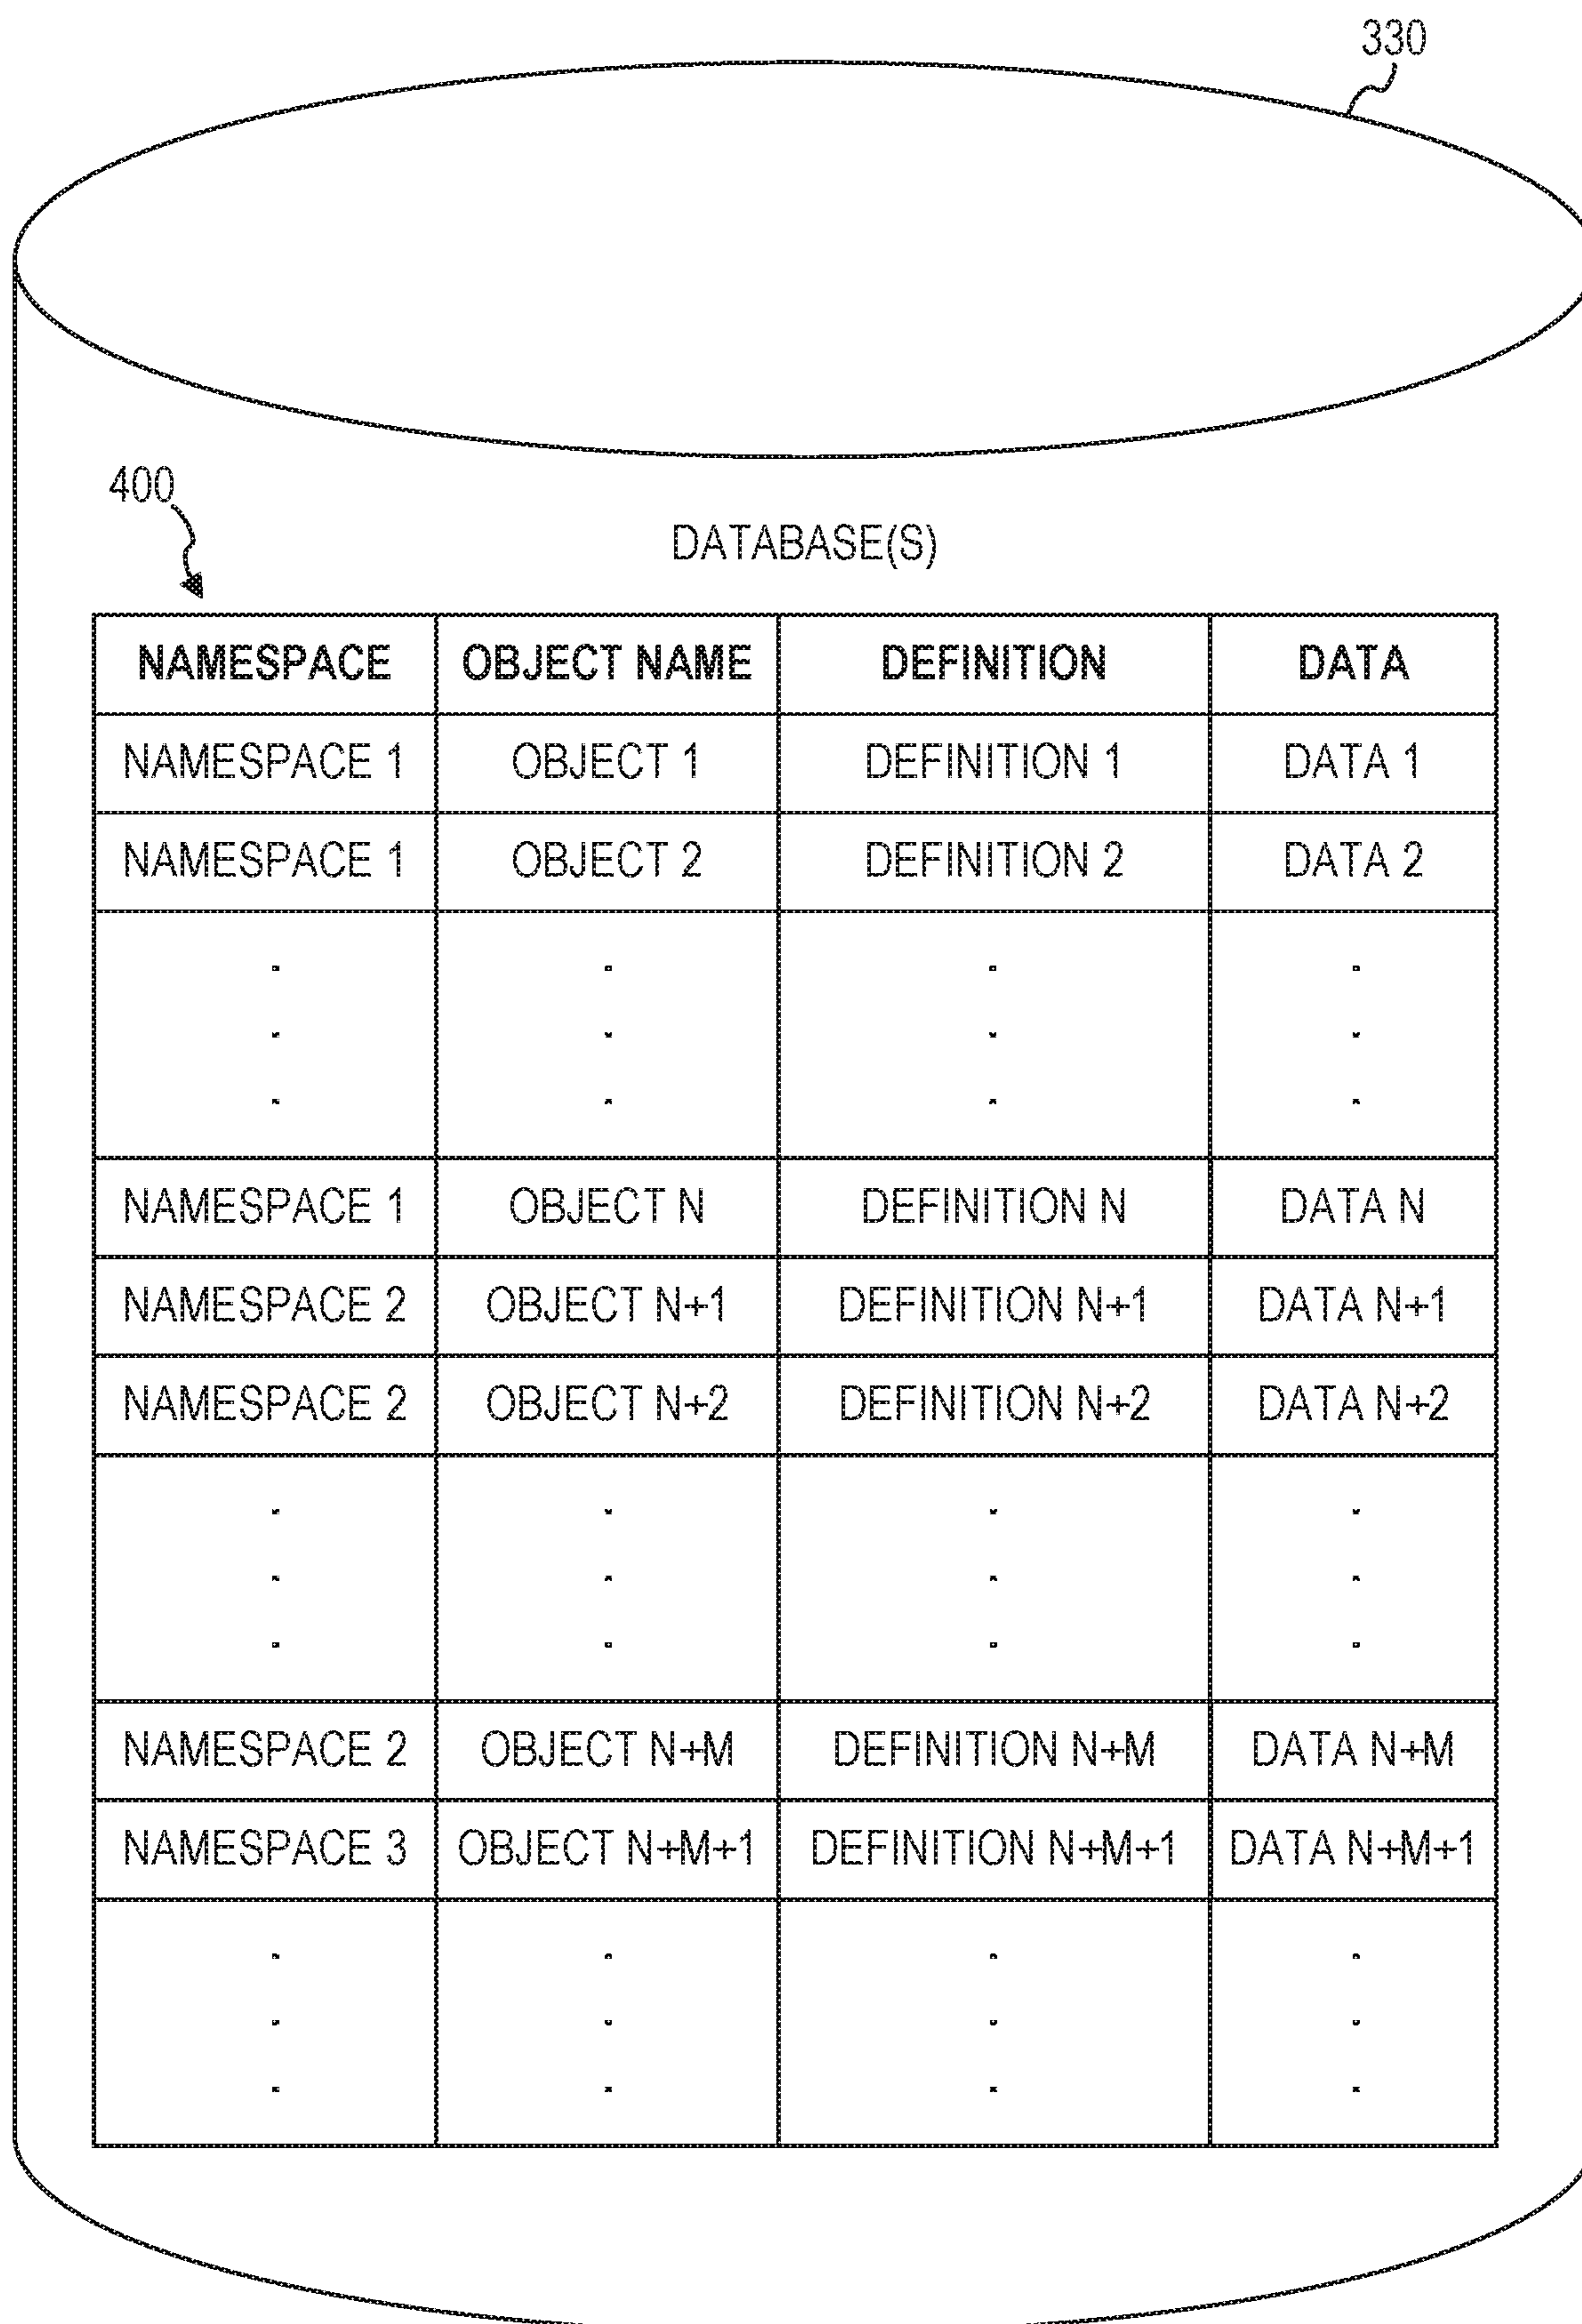 330
400
DATABASE(S)
NAMESPACE OBJECT NAME DEFINITION DATA
NAMESPACE 1 OBJECT 1 DEFINITION 1 DATA 1
NAMESPACE 1 OBJECT 2 DEFINITION 2 DATA 2
. . . .
. . . .
. . . .
NAMESPACE 1 OBJECT N DEFINITION N DATA N
NAMESPACE 2 OBJECT N+1 DEFINITION N+1 DATA N+1
NAMESPACE 2 OBJECT N+2 DEFINITION N+2 DATA N+2
. . . .
. . . .
. . . .
NAMESPACE 2 OBJECT N+M DEFINITION N+M DATA N+M
NAMESPACE 3 OBJECT N+M+1 DEFINITION N+M+1 DATA N+M+1
. . . .
. . . .
. . . .